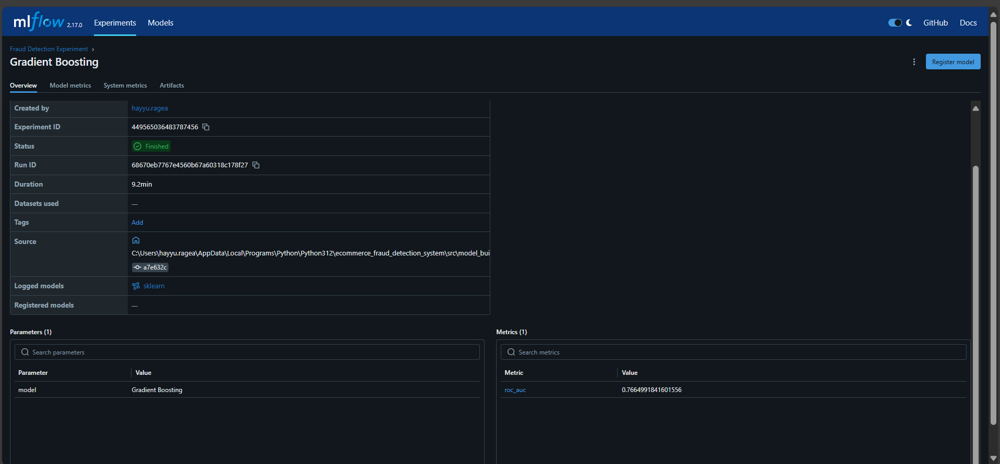 mlflow 2.17.0 Experiments Models GitHub Docs
Fraud Detection Experiment ›
Gradient Boosting
Register model
Overview Model metrics System metrics Artifacts
Created by hayyu.ragea
Experiment ID 449565036483787456
Status Finished
Run ID 68670eb7767e4560b67a60318c178f27
Duration 9.2min
Datasets used —
Tags Add
Source
C:\Users\hayyu.ragea\AppData\Local\Programs\Python\Python312\ecommerce_fraud_detection_system\src\model_bui
a7e632c
Logged models sklearn
Registered models —
Parameters (1)
Search parameters
Parameter Value
model Gradient Boosting
Metrics (1)
Search metrics
Metric Value
roc_auc 0.7664991841601556